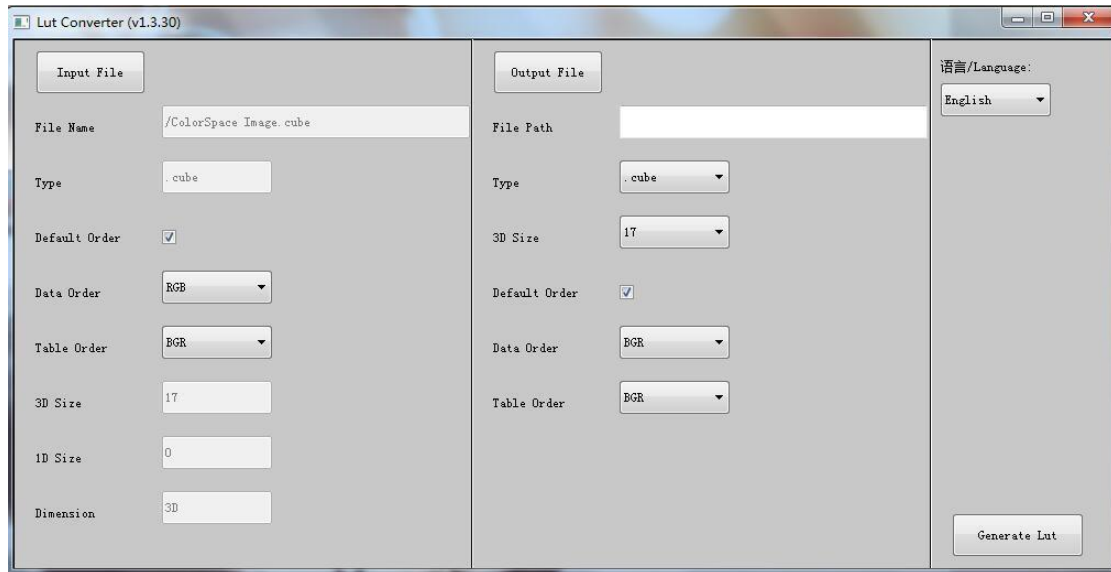 Lut Converter (v1.3.30)
Input File
File Name
/ColorSpace Image.cube
Type
.cube
Default Order
Data Order
RGB
Table Order
BGR
3D Size
17
1D Size
0
Dimension
3D
Output File
File Path
Type
.cube
3D Size
17
Default Order
Data Order
BGR
Table Order
BGR
语言/Language:
English
Generate Lut